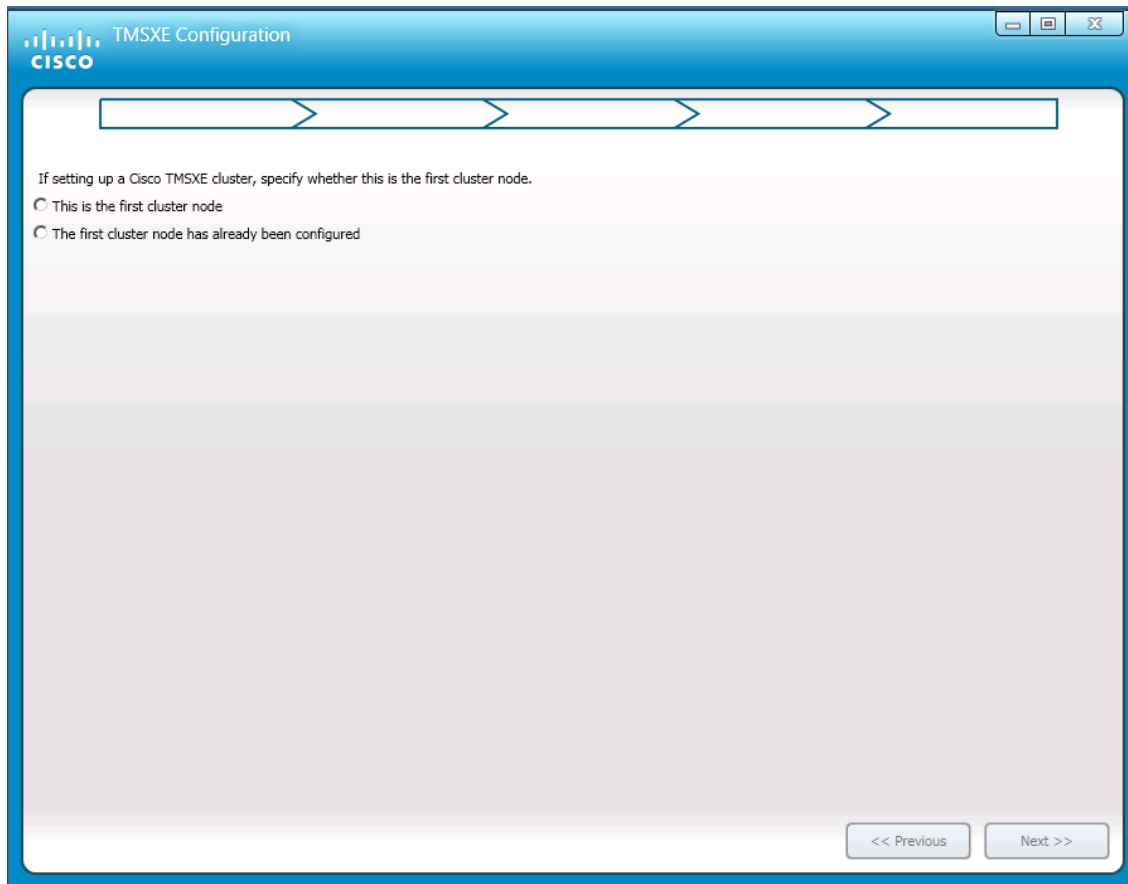 TMSXE Configuration
CISCO
If setting up a Cisco TMSXE cluster, specify whether this is the first cluster node.
This is the first cluster node
The first cluster node has already been configured
<< Previous
Next >>